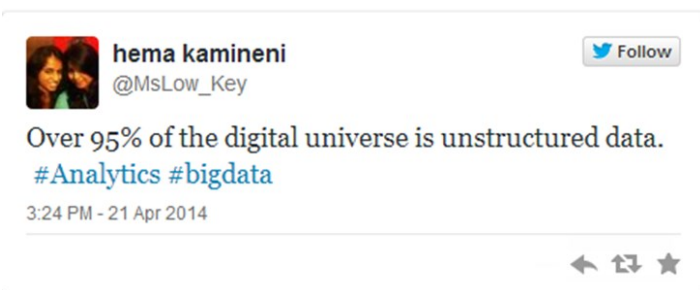 hema kamineni
Follow
@MsLow_Key
Over 95% of the digital universe is unstructured data.
#Analytics #bigdata
3:24 PM - 21 Apr 2014